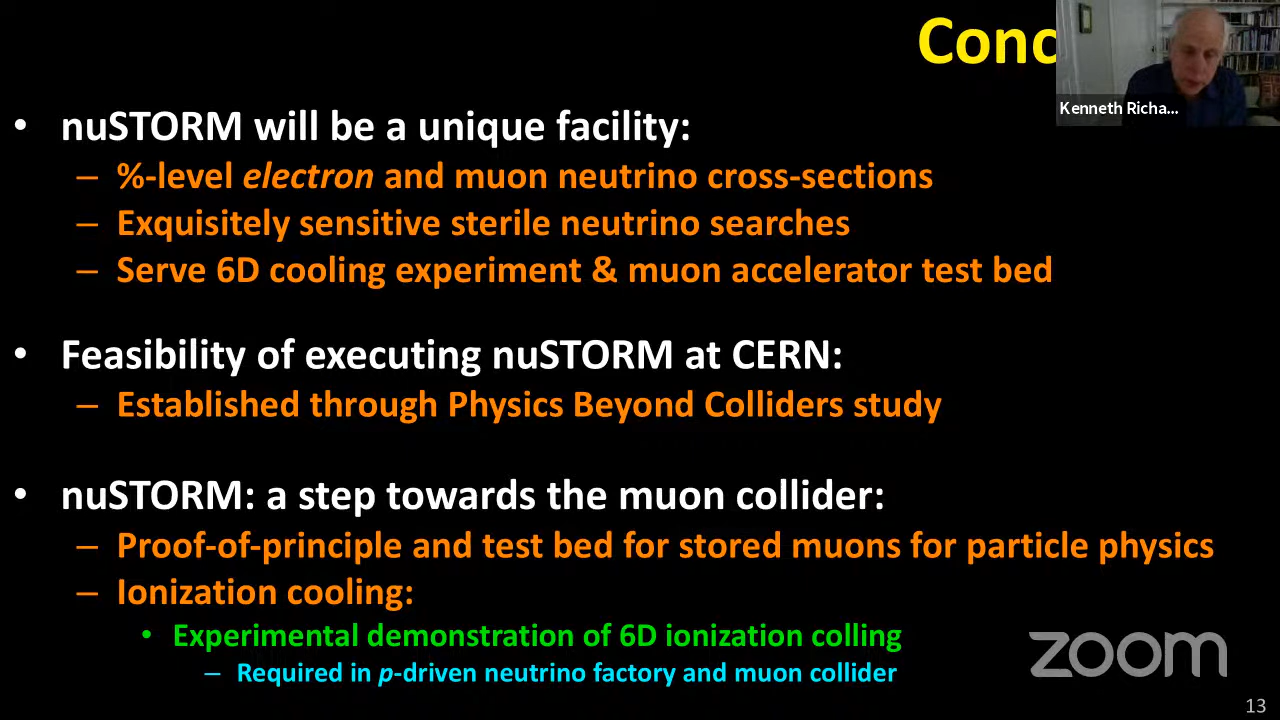 Conc
Kenneth Richa...
• nuSTORM will be a unique facility:
– %-level electron and muon neutrino cross-sections
– Exquisitely sensitive sterile neutrino searches
– Serve 6D cooling experiment & muon accelerator test bed
• Feasibility of executing nuSTORM at CERN:
– Established through Physics Beyond Colliders study
• nuSTORM: a step towards the muon collider:
– Proof-of-principle and test bed for stored muons for particle physics
– Ionization cooling:
• Experimental demonstration of 6D ionization colling
– Required in p-driven neutrino factory and muon collider
zoom
13